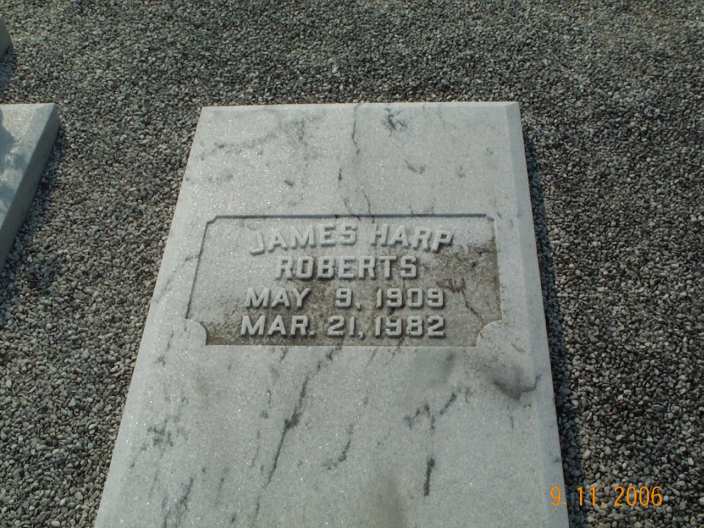 JAMES HARP
ROBERTS
MAY 9, 1909
MAR. 21, 1982
9.11.2006